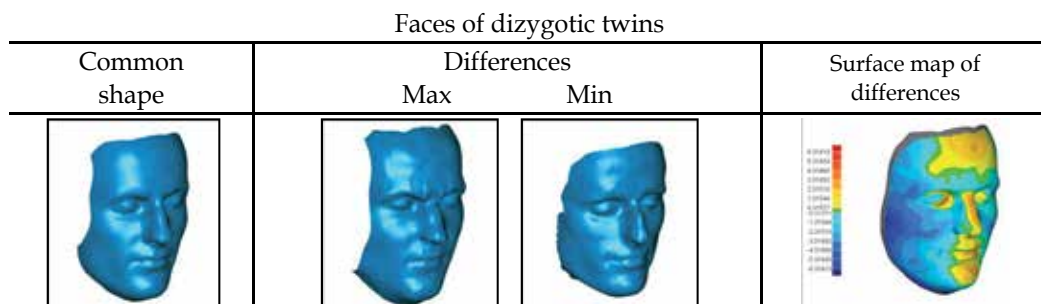 Faces of dizygotic twins
Common
shape
Differences
Max Min
Surface map of
differences